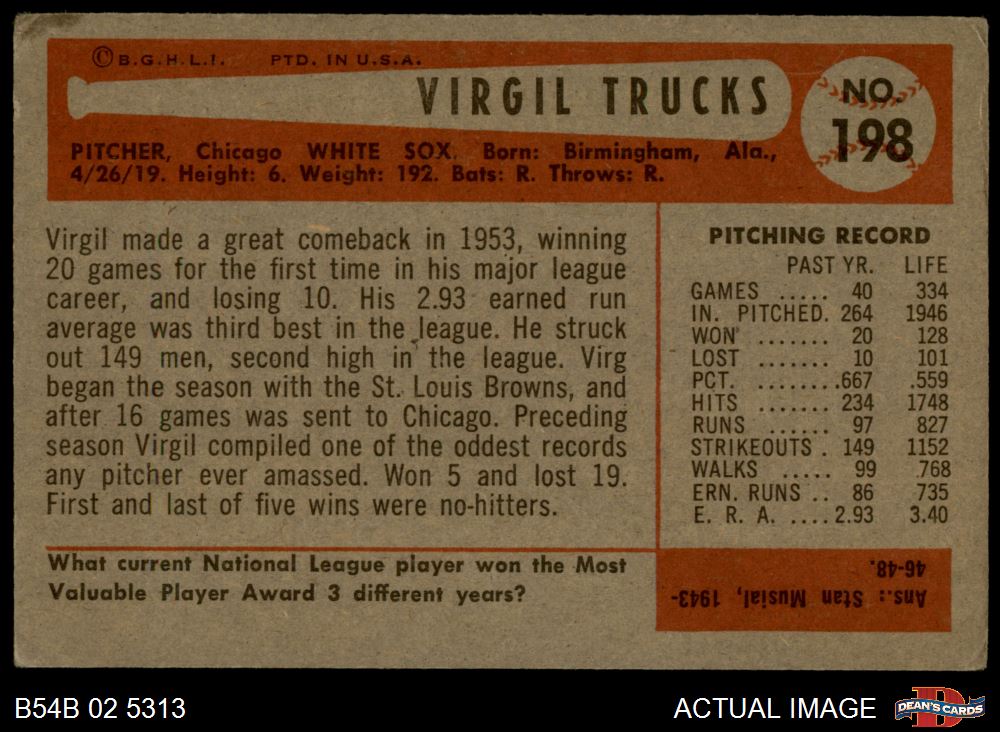 ©B.G.H.L.I. PTD. IN U.S.A.
VIRGIL TRUCKS
NO.
198
PITCHER, Chicago WHITE SOX. Born: Birmingham, Ala.,
4/26/19. Height: 6. Weight: 192. Bats: R. Throws: R.
Virgil made a great comeback in 1953, winning
20 games for the first time in his major league
career, and losing 10. His 2.93 earned run
average was third best in the league. He struck
out 149 men, second high in the league. Virg
began the season with the St. Louis Browns, and
after 16 games was sent to Chicago. Preceding
season Virgil compiled one of the oddest records
any pitcher ever amassed. Won 5 and lost 19.
First and last of five wins were no-hitters.
PITCHING RECORD
PAST YR. LIFE
GAMES ..... 40 334
IN. PITCHED. 264 1946
WON ....... 20 128
LOST ....... 10 101
PCT. ........ .667 .559
HITS ....... 234 1748
RUNS ...... 97 827
STRIKEOUTS . 149 1152
WALKS ..... 99 768
ERN. RUNS .. 86 735
E. R. A. .... 2.93 3.40
What current National League player won the Most
Valuable Player Award 3 different years?
Ans.: Stan Musial, 1943-
46-48.
B54B 02 5313
ACTUAL IMAGE
D
DEAN'S CARDS